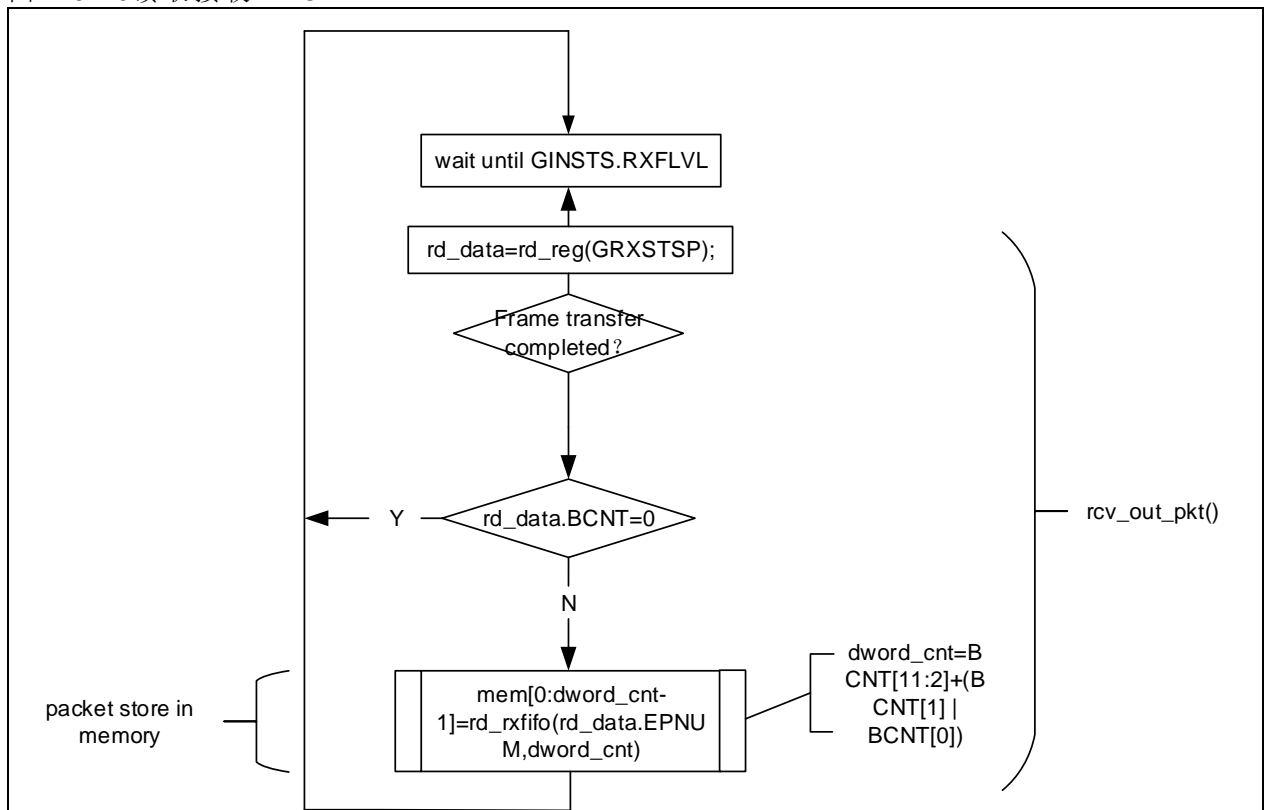 wait until GINSTS.RXFLVL
rd_data=rd_reg(GRXSTSP);
Frame transfer
completed？
rd_data.BCNT=0
Y
N
rcv_out_pkt()
mem[0:dword_cnt-
1]=rd_rxfifo(rd_data.EPNU
M,dword_cnt)
dword_cnt=B
CNT[11:2]+(B
CNT[1] |
BCNT[0])
packet store in
memory